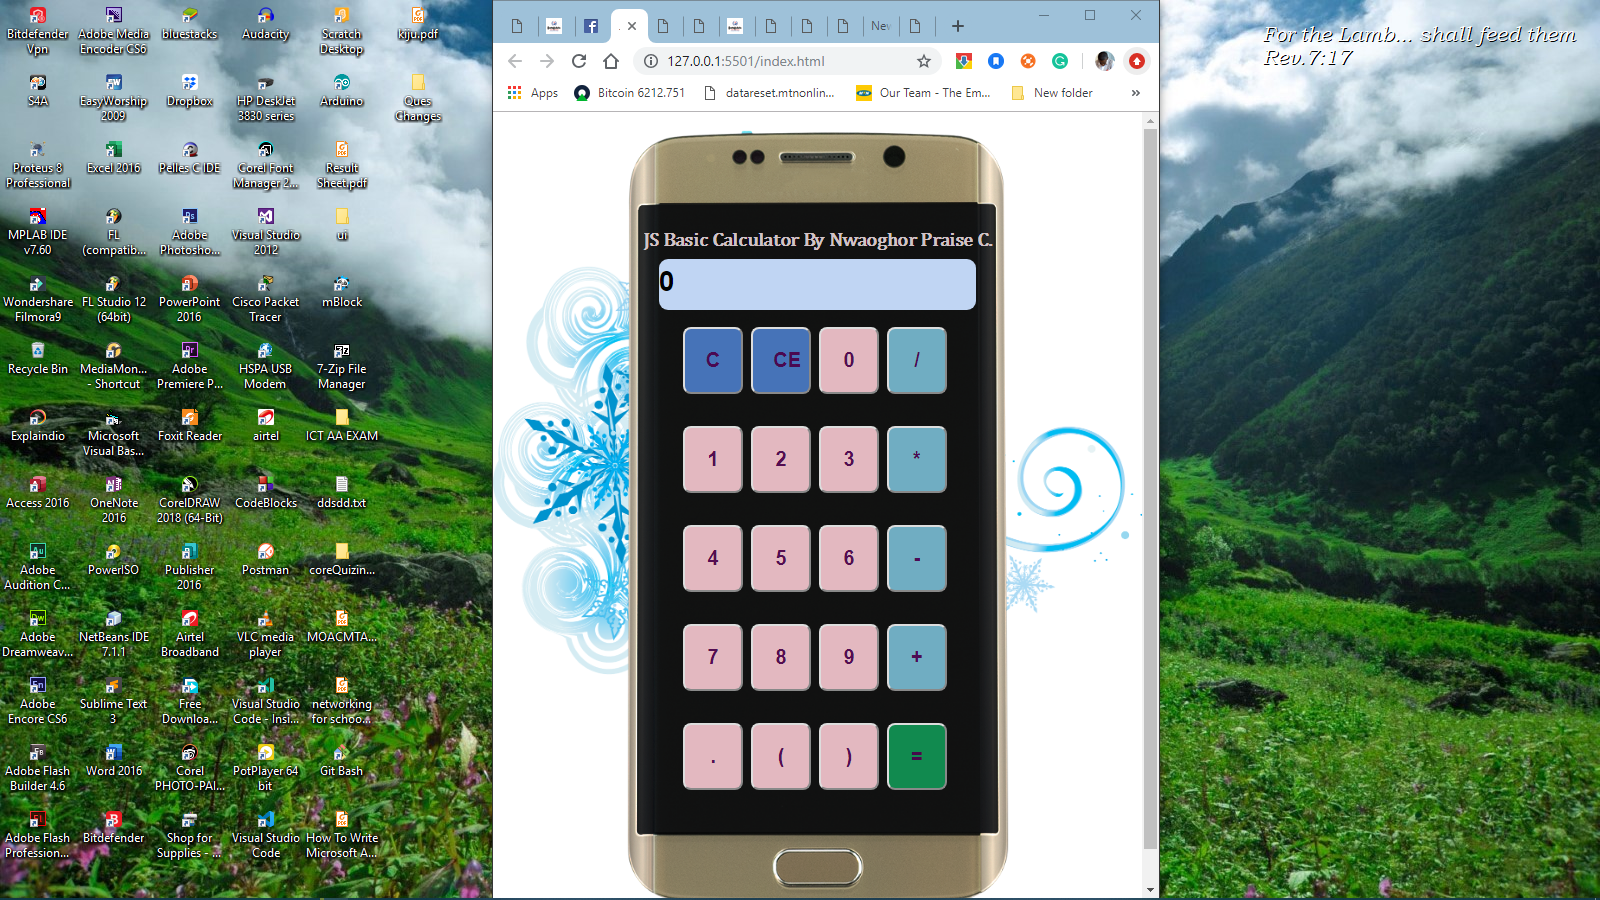 Bitdefender Vpn
Adobe Media Encoder CS6
bluestacks
Audacity
Scratch Desktop
kiju.pdf
S4A
EasyWorship 2009
Dropbox
HP DeskJet 3830 series
Arduino
Ques Changes
Proteus 8 Professional
Excel 2016
Pelles C IDE
Corel Font Manager 2...
Result Sheet.pdf
MPLAB IDE v7.60
FL (compatib...
Adobe Photosho...
Visual Studio 2012
ui
Wondershare Filmora9
FL Studio 12 (64bit)
PowerPoint 2016
Cisco Packet Tracer
mBlock
Recycle Bin
MediaMon... - Shortcut
Adobe Premiere P...
HSPA USB Modem
7-Zip File Manager
Explaindio
Microsoft Visual Bas...
Foxit Reader
airtel
ICT AA EXAM
Access 2016
OneNote 2016
CorelDRAW 2018 (64-Bit)
CodeBlocks
ddsdd.txt
Adobe Audition C...
PowerISO
Publisher 2016
Postman
coreQuizin...
Adobe Dreamweav...
NetBeans IDE 7.1.1
Airtel Broadband
VLC media player
MOACMTA...
Adobe Encore CS6
Sublime Text 3
Free Downloa...
Visual Studio Code - Insi...
networking for schoo...
Adobe Flash Builder 4.6
Word 2016
Corel PHOTO-PAI...
PotPlayer 64 bit
Git Bash
Adobe Flash Profession...
Bitdefender
Shop for Supplies - ...
Visual Studio Code
How To Write Microsoft A...
Nev
127.0.0.1:5501/index.html
Apps
Bitcoin 6212.751
datareset.mtnonlin...
Our Team - The Em...
New folder
»
JS Basic Calculator By Nwaoghor Praise C.
0
C CE 0 /
1 2 3 *
4 5 6 -
7 8 9 +
. ( ) =
For the Lamb... shall feed them
Rev.7:17